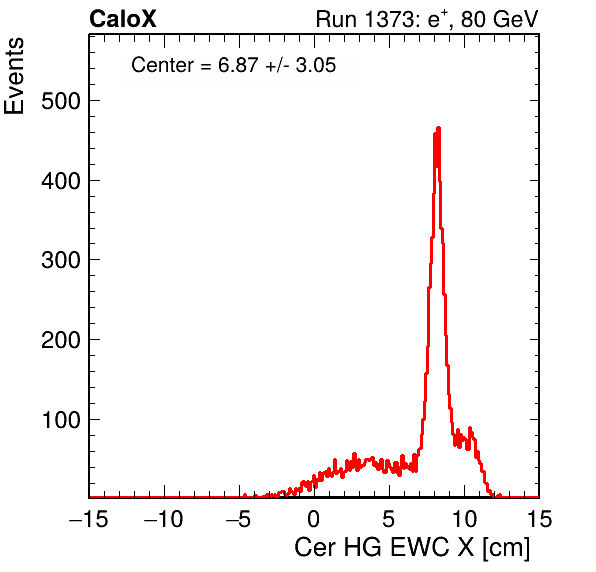 CaloX Run 1373: e⁺, 80 GeV
Center = 6.87 +/- 3.05
Events
500
400
300
200
100
−15 −10 −5 0 5 10 15
Cer HG EWC X [cm]